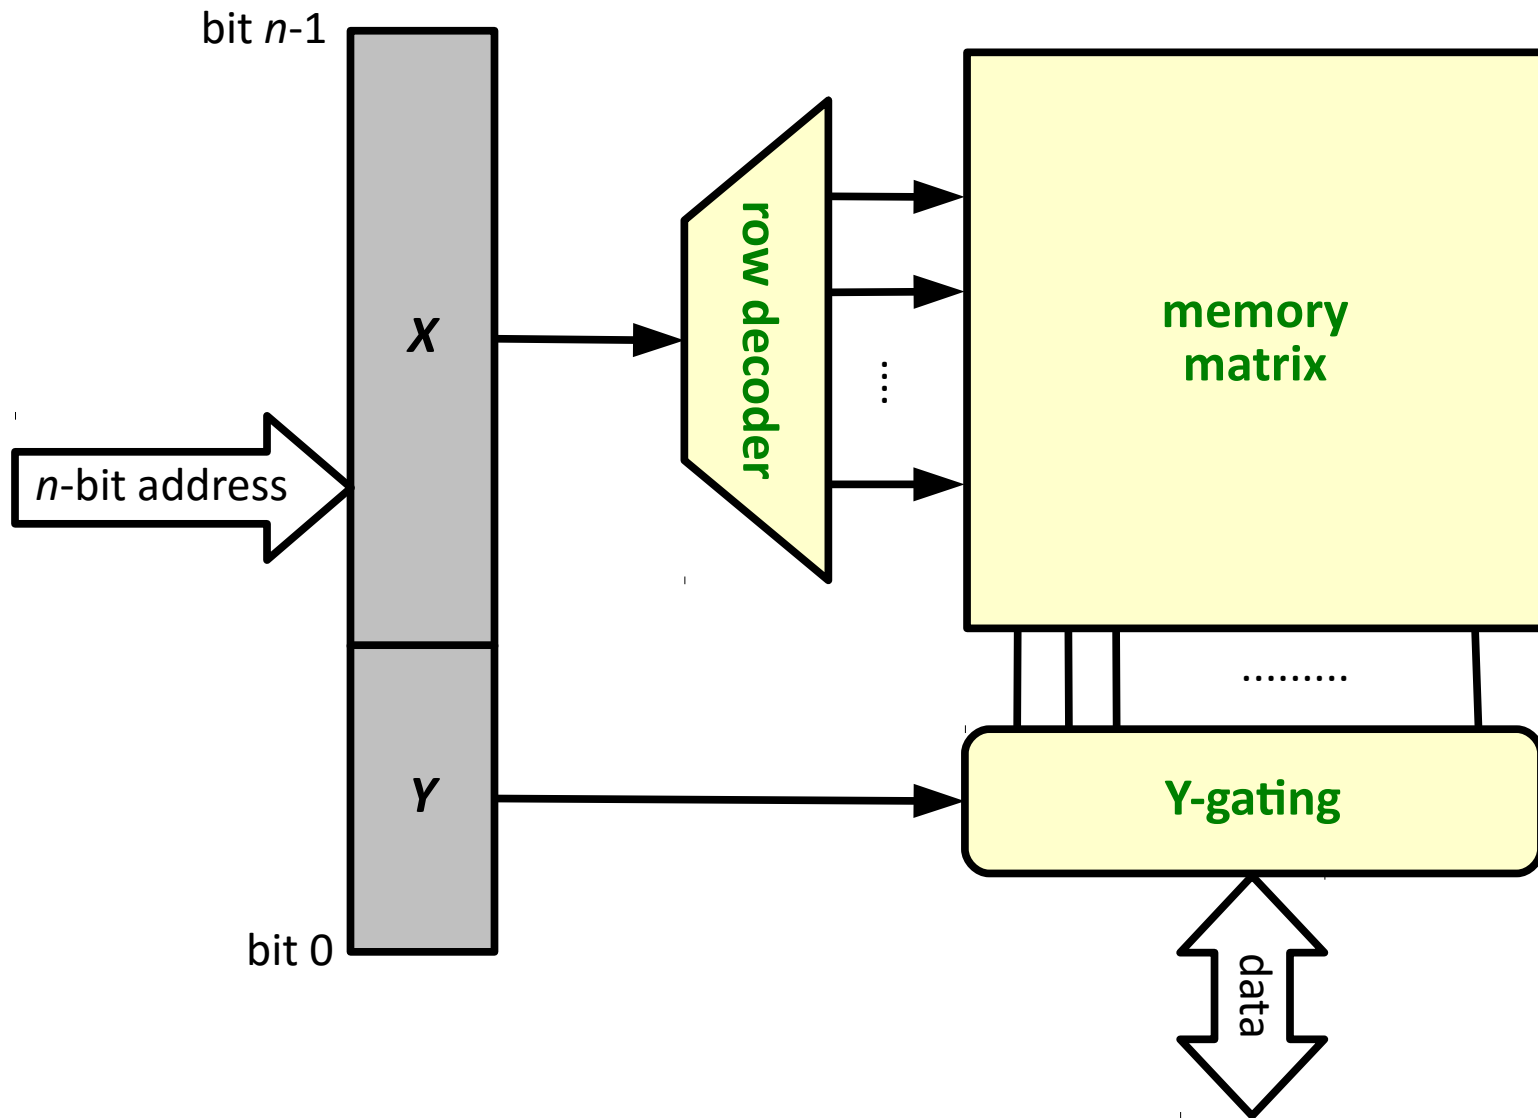 bit n-1
X
row decoder
memory
matrix
....
n-bit address
.........
Y
Y-gating
bit 0
data